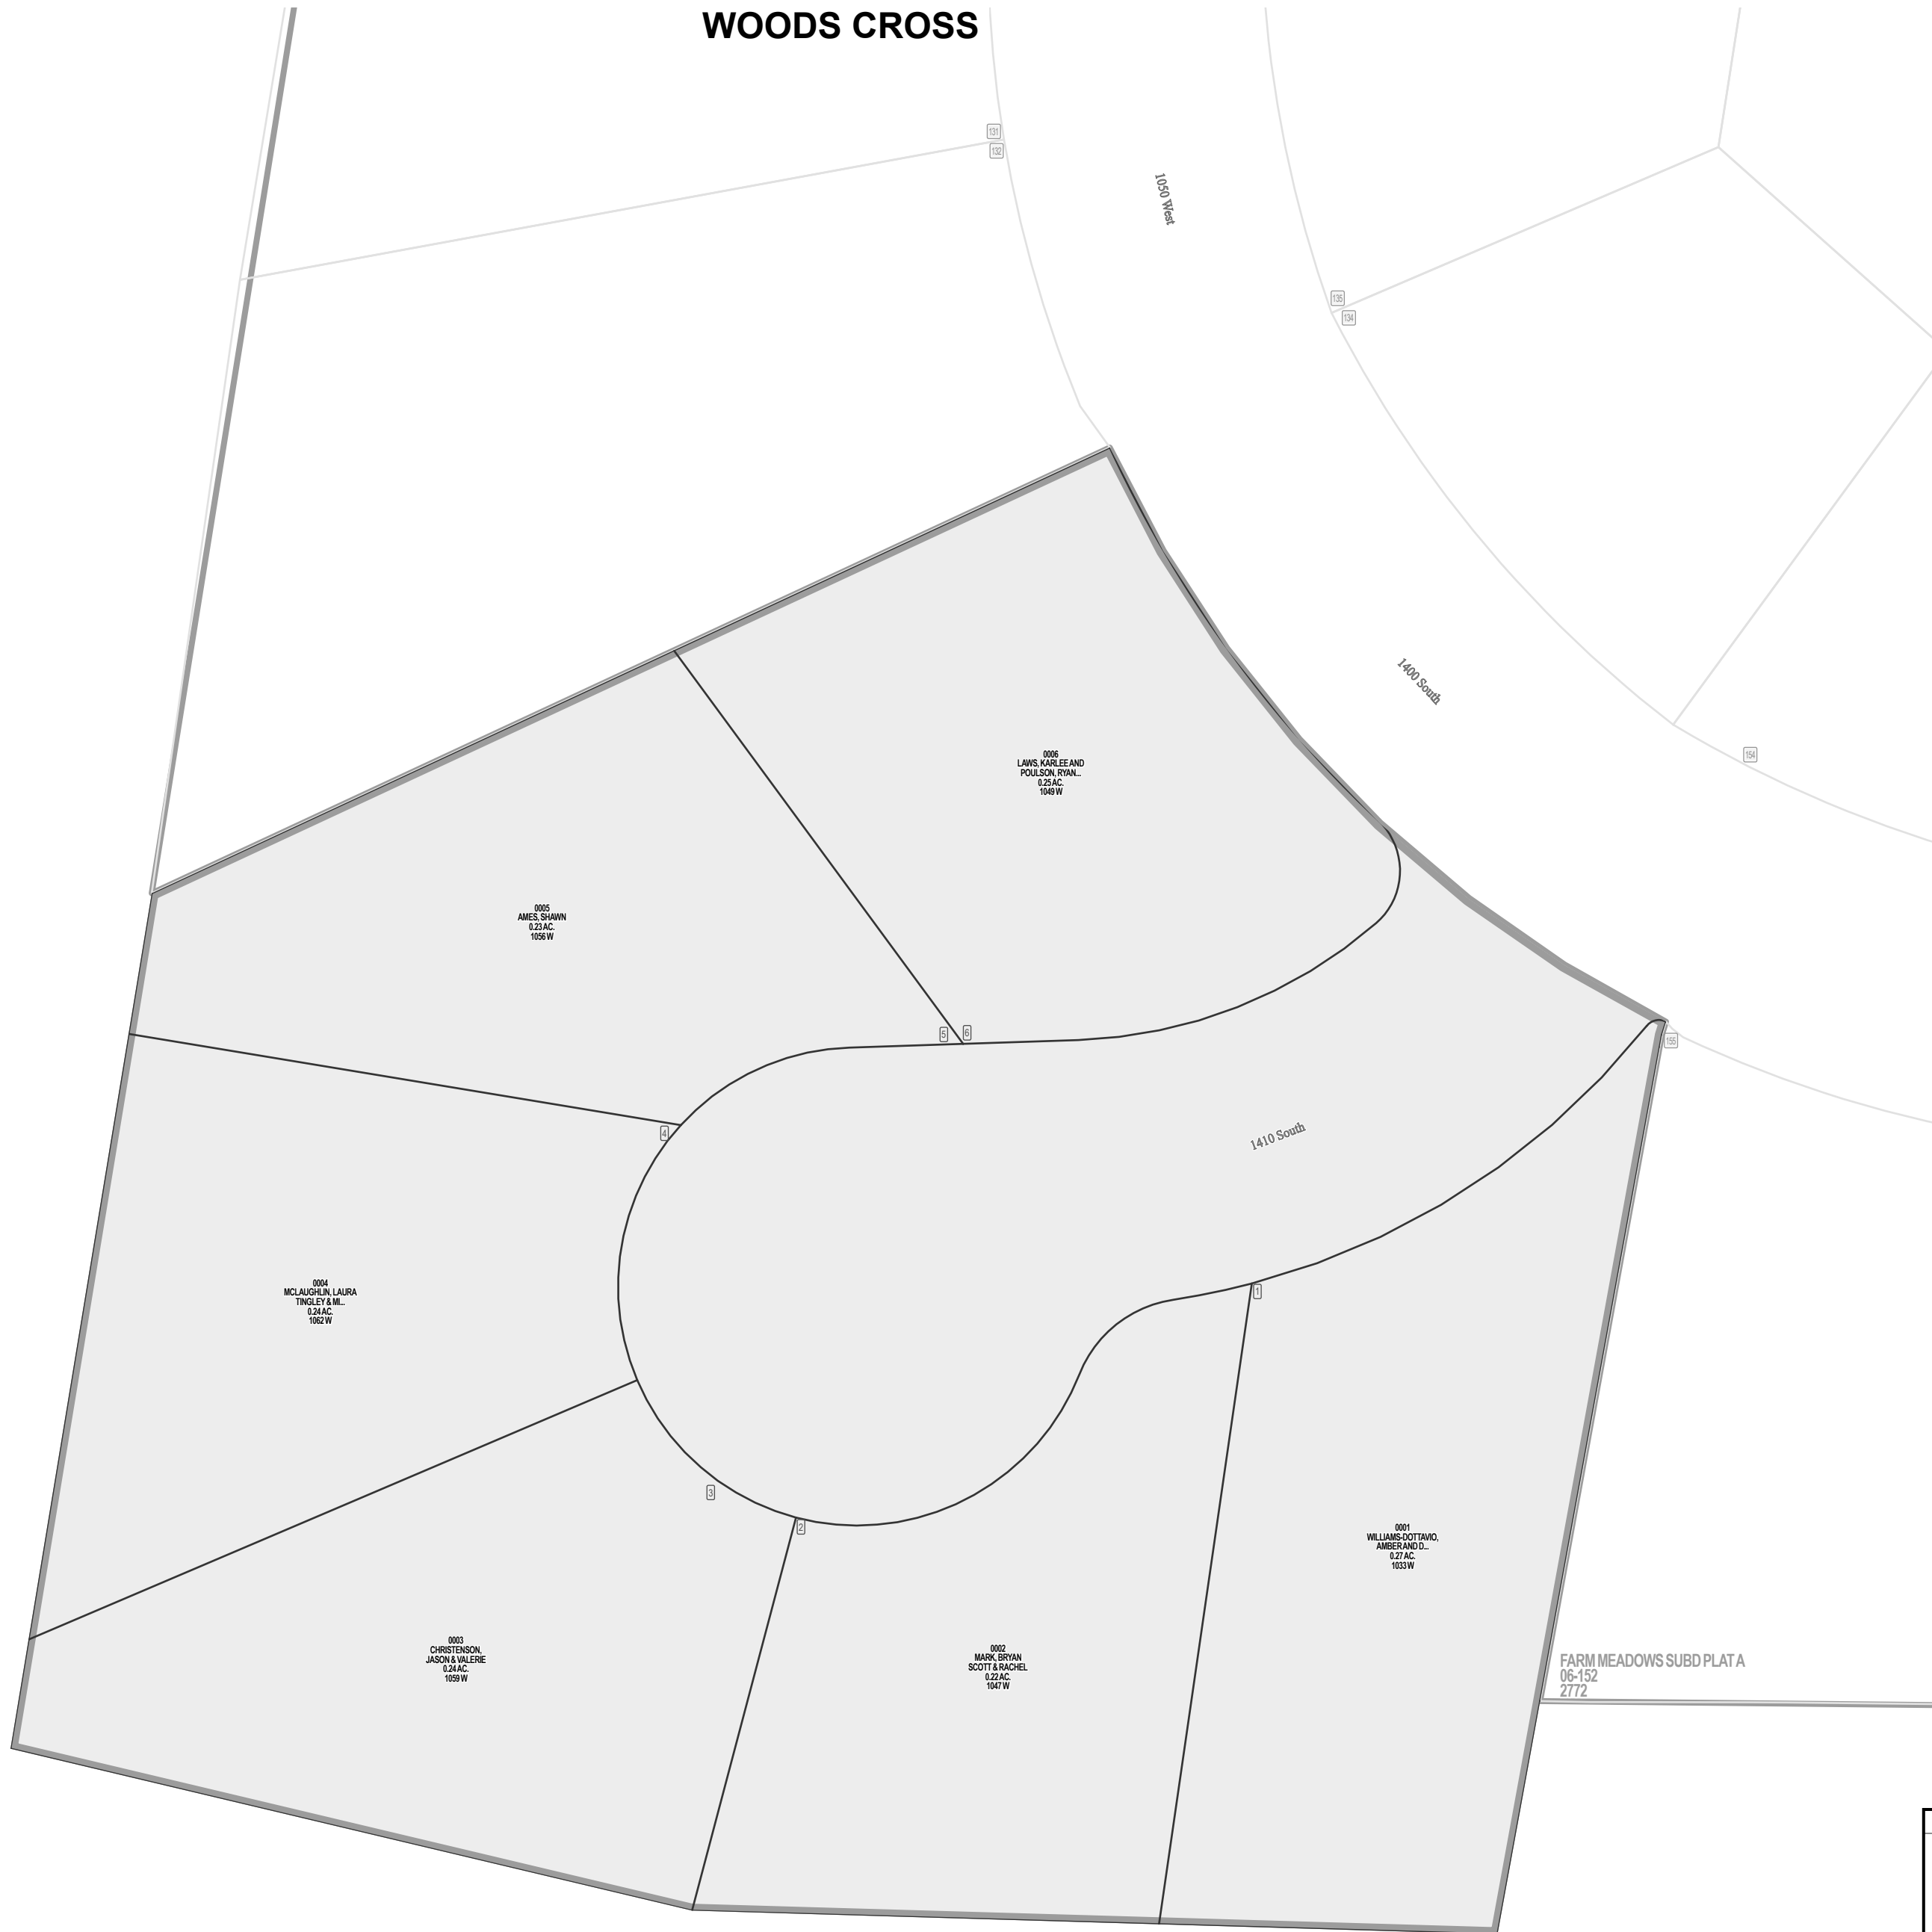 WOODS CROSS
131
132
1050 West
135
134
1400 South
154
0006
LAWS, KARLEE AND
POULSON, RYAN...
0.25 AC.
1049 W
0005
AMES, SHAWN
0.23 AC.
1056 W
5
6
155
4
1410 South
0004
MCLAUGHLIN, LAURA
TINGLEY & MI...
0.24 AC.
1062 W
1
3
2
0001
WILLIAMS-DOTTAVIO,
AMBER AND D...
0.27 AC.
1033 W
0003
CHRISTENSON,
JASON & VALERIE
0.24 AC.
1059 W
0002
MARK, BRYAN
SCOTT & RACHEL
0.22 AC.
1047 W
FARM MEADOWS SUBD PLAT A
06-152
2772